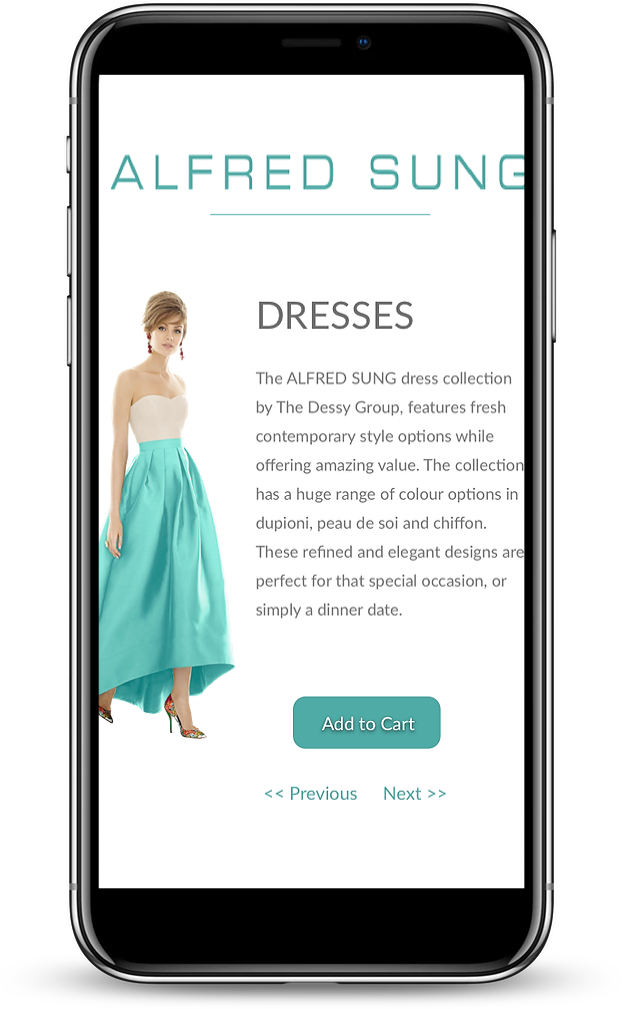 ALFRED SUNG
DRESSES
The ALFRED SUNG dress collection
by The Dessy Group, features fresh
contemporary style options while
offering amazing value. The collection
has a huge range of colour options in
dupioni, peau de soi and chiffon.
These refined and elegant designs are
perfect for that special occasion, or
simply a dinner date.
Add to Cart
<< Previous Next >>